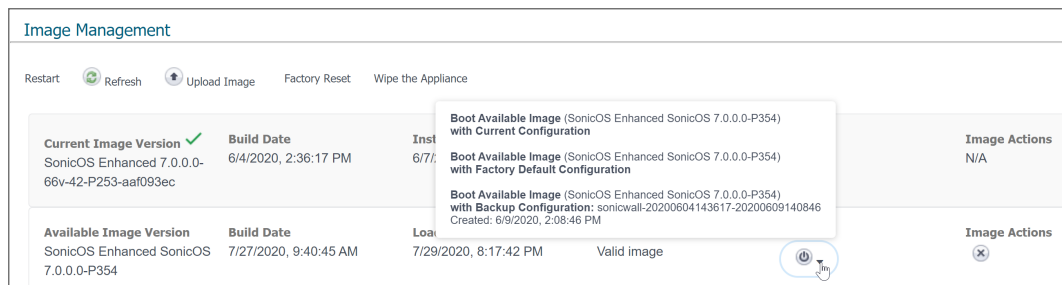 Image Management
Restart Refresh Upload Image Factory Reset Wipe the Appliance
Boot Available Image (SonicOS Enhanced SonicOS 7.0.0.0-P354)
with Current Configuration
Boot Available Image (SonicOS Enhanced SonicOS 7.0.0.0-P354)
with Factory Default Configuration
Boot Available Image (SonicOS Enhanced SonicOS 7.0.0.0-P354)
with Backup Configuration: sonicwall-20200604143617-20200609140846
Created: 6/9/2020, 2:08:46 PM
Current Image Version Build Date Image Actions
SonicOS Enhanced 7.0.0.0- 6/4/2020, 2:36:17 PM N/A
66v-42-P253-aaf093ec
Available Image Version Build Date Image Actions
SonicOS Enhanced SonicOS 7/27/2020, 9:40:45 AM 7/29/2020, 8:17:42 PM Valid image
7.0.0.0-P354